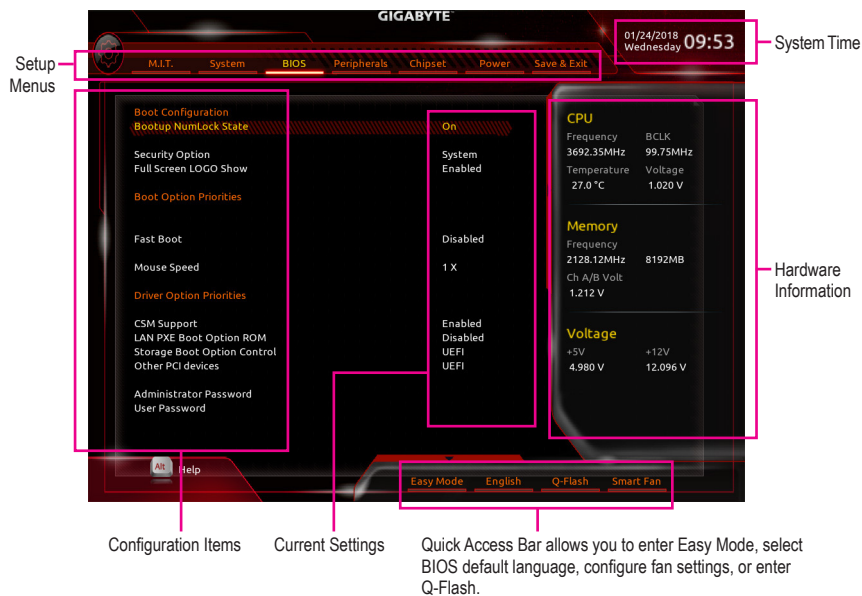 GIGABYTE™
01/24/2018
Wednesday 09:53
System Time
Setup
Menus
M.I.T. System BIOS Peripherals Chipset Power Save & Exit
Boot Configuration
Bootup NumLock State On
Security Option System
Full Screen LOGO Show Enabled
Boot Option Priorities
Fast Boot Disabled
Mouse Speed 1 X
Driver Option Priorities
CSM Support Enabled
LAN PXE Boot Option ROM Disabled
Storage Boot Option Control UEFI
Other PCI devices UEFI
Administrator Password
User Password
CPU
Frequency BCLK
3692.35MHz 99.75MHz
Temperature Voltage
27.0 °C 1.020 V
Memory
Frequency
2128.12MHz 8192MB
Ch A/B Volt
1.212 V
Voltage
+5V +12V
4.980 V 12.096 V
Hardware
Information
Alt Help
Easy Mode English Q-Flash Smart Fan
Configuration Items
Current Settings
Quick Access Bar allows you to enter Easy Mode, select
BIOS default language, configure fan settings, or enter
Q-Flash.